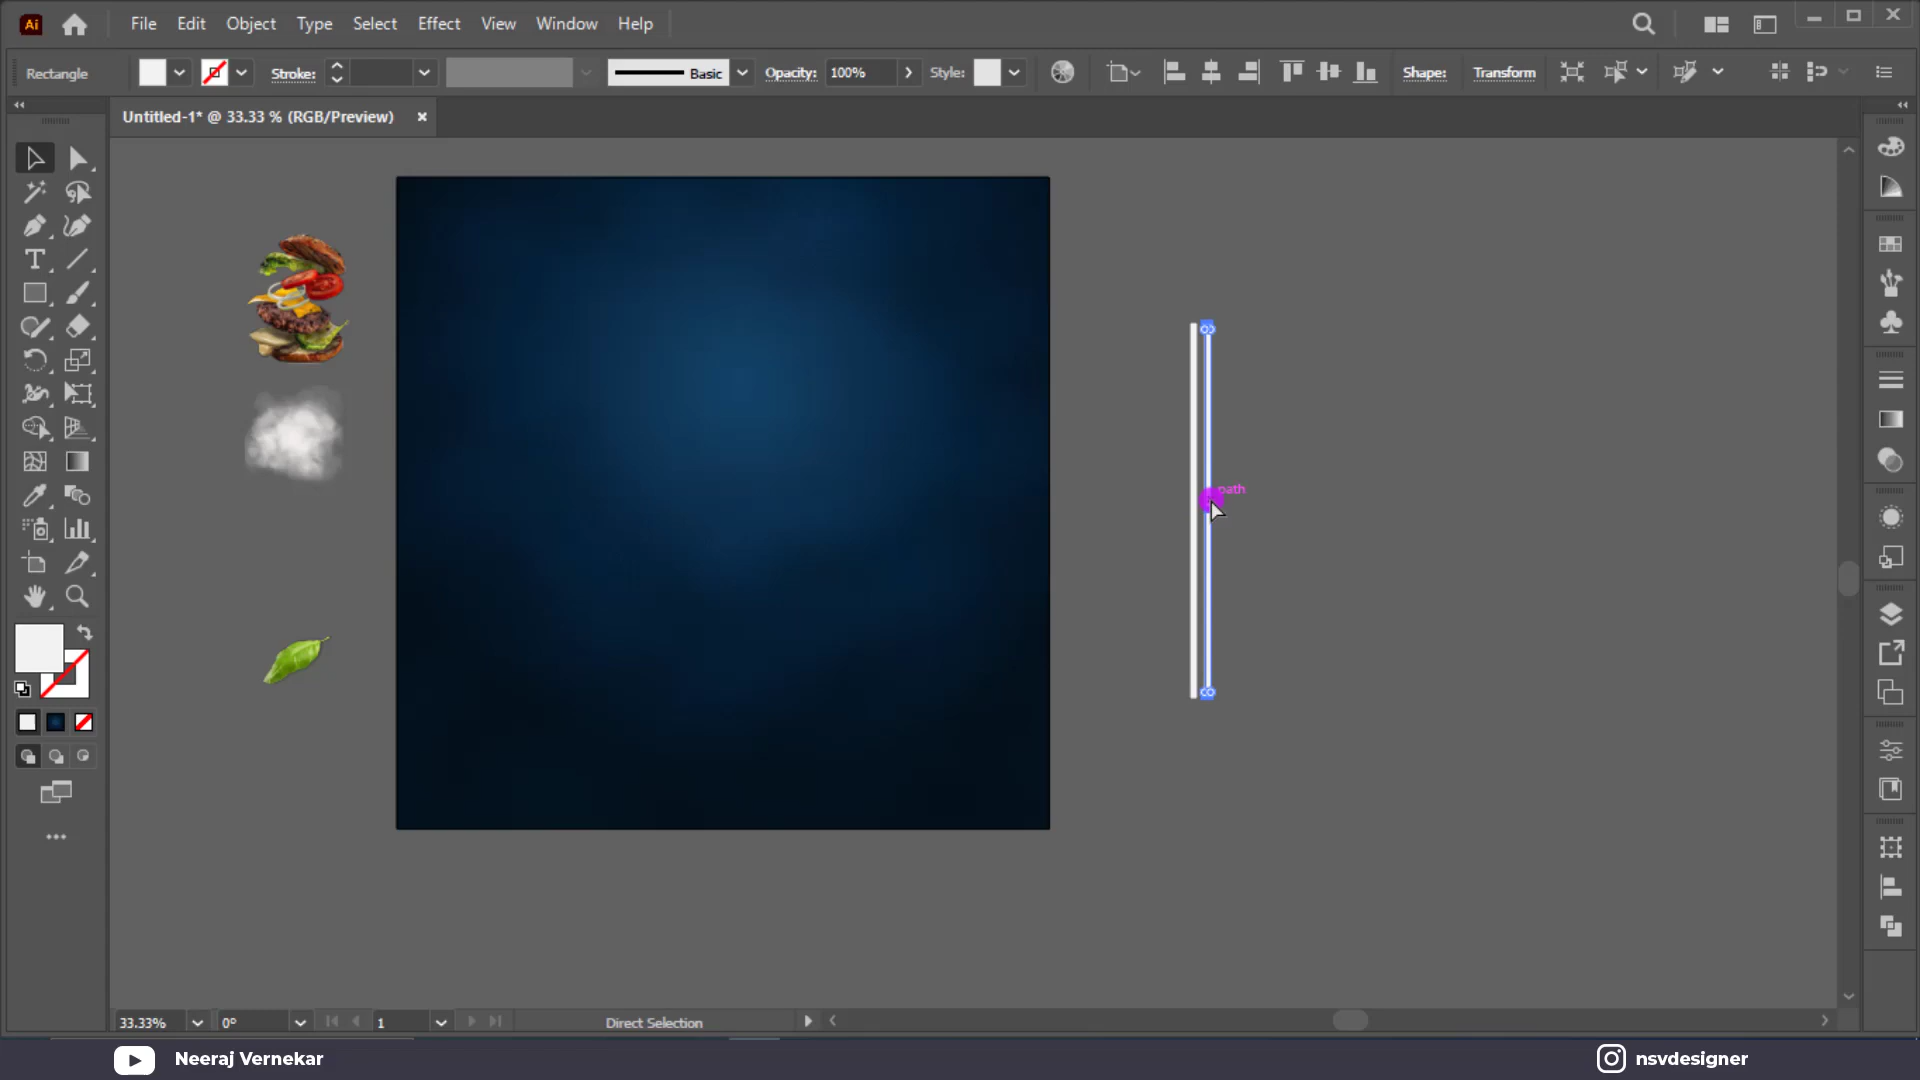 Ai File Edit Object Type Select Effect View Window Help
Rectangle Stroke: Basic Opacity: 100% Style: Shape: Transform
Untitled-1* @ 33.33 % (RGB/Preview)
path
33.33% 0° 1 Direct Selection
Neeraj Vernekar nsvdesigner